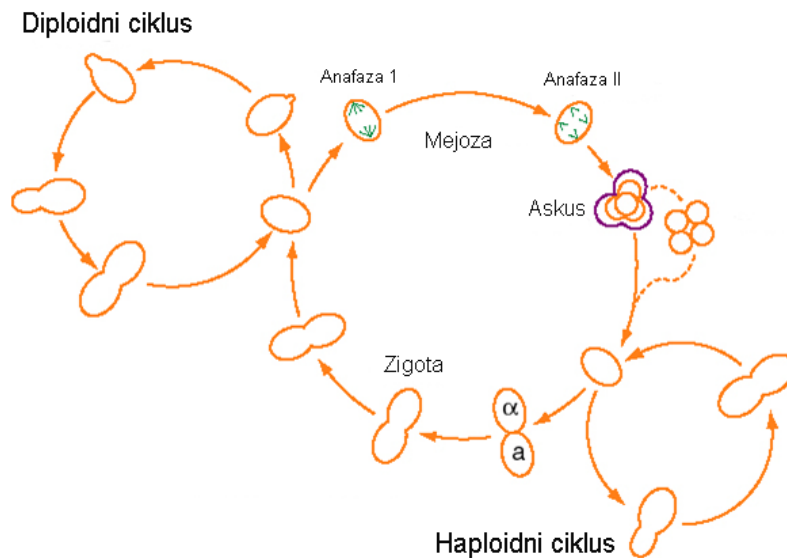 Diploidni ciklus
Anafaza 1
Anafaza II
Mejoza
Askus
Zigota
α
a
Haploidni ciklus